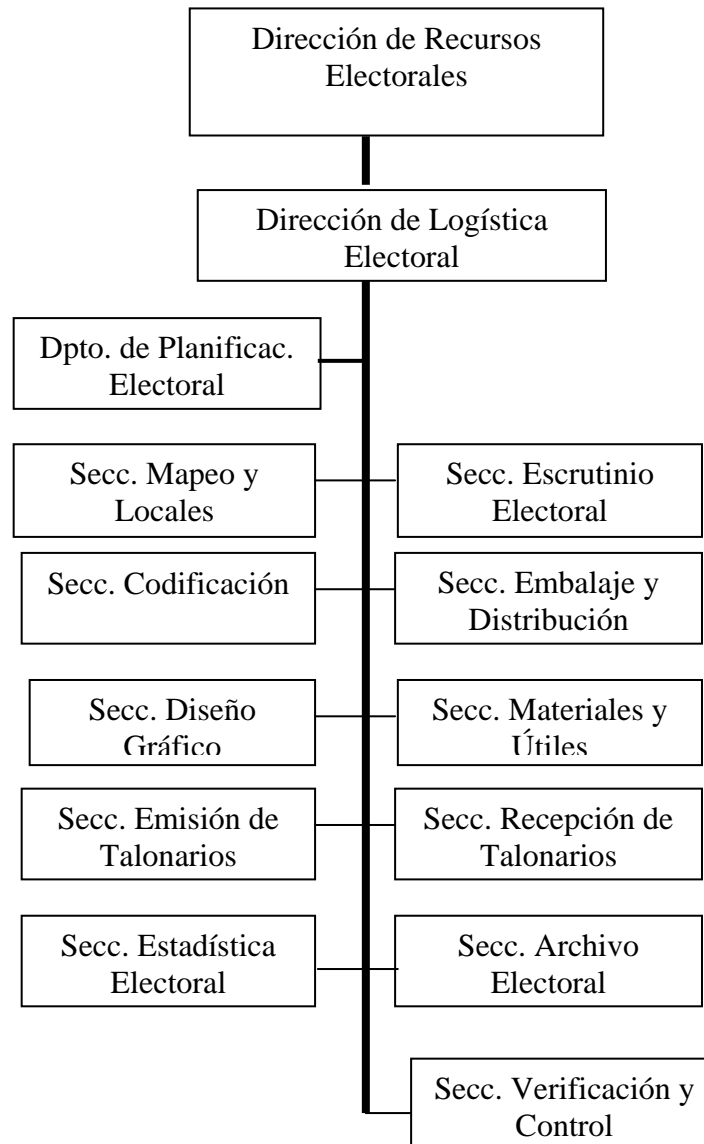 Dirección de Recursos
Electorales
Dirección de Logística
Electoral
Dpto. de Planificac.
Electoral
Secc. Mapeo y
Locales
Secc. Escrutinio
Electoral
Secc. Codificación
Secc. Embalaje y
Distribución
Secc. Diseño
Gráfico
Secc. Materiales y
Útiles
Secc. Emisión de
Talonarios
Secc. Recepción de
Talonarios
Secc. Estadística
Electoral
Secc. Archivo
Electoral
Secc. Verificación y
Control